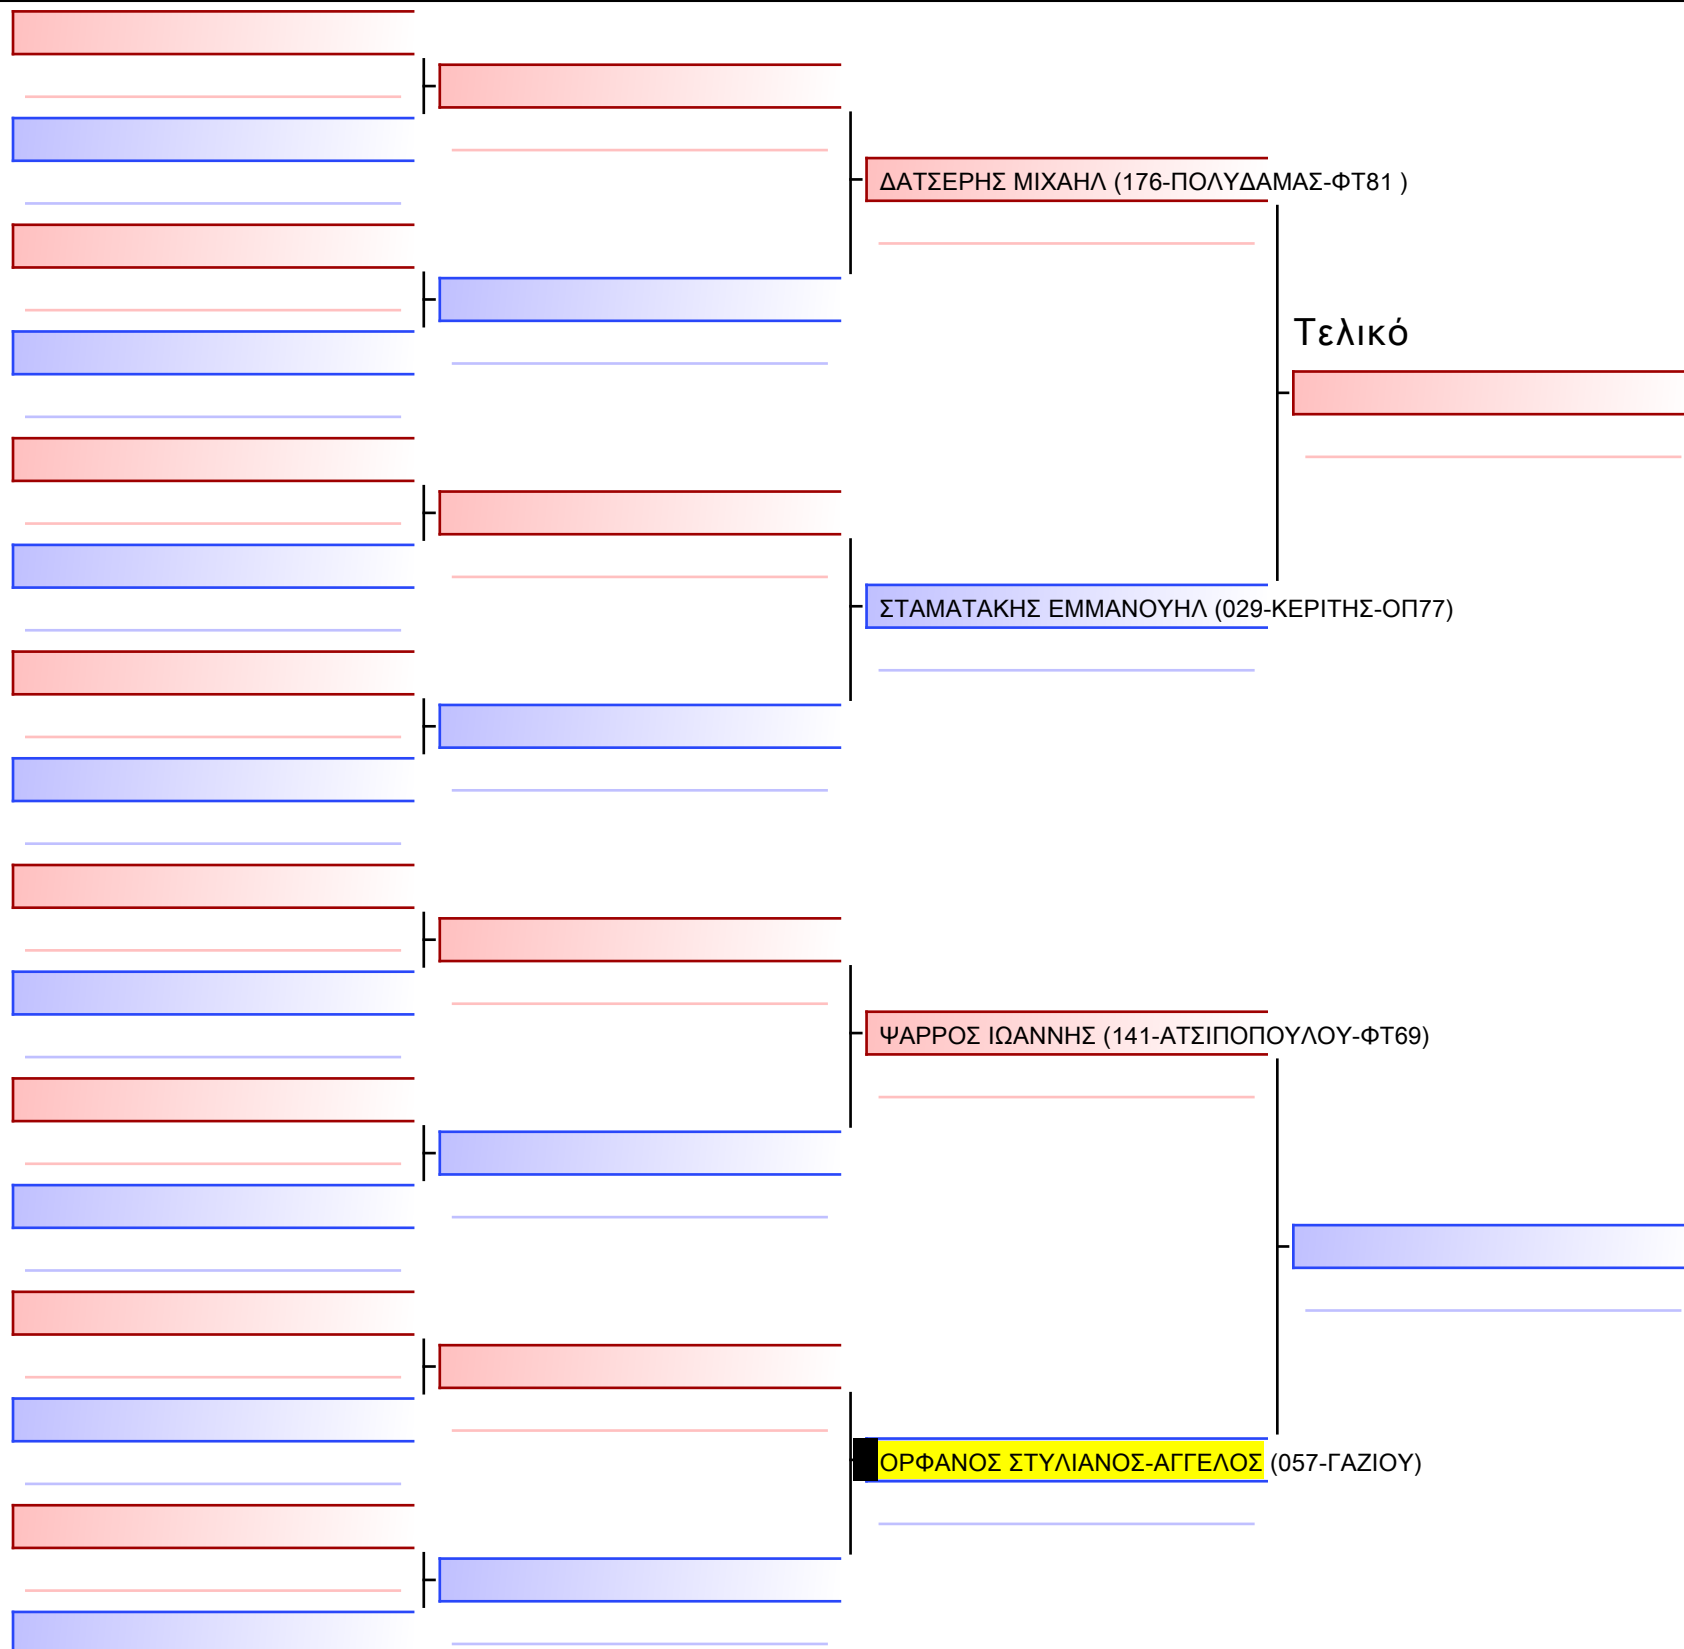 ΔΑΤΣΕΡΗΣ ΜΙΧΑΗΛ (176-ΠΟΛΥΔΑΜΑΣ-ΦΤ81 )
Τελικό
ΣΤΑΜΑΤΑΚΗΣ ΕΜΜΑΝΟΥΗΛ (029-ΚΕΡΙΤΗΣ-ΟΠ77)
ΨΑΡΡΟΣ ΙΩΑΝΝΗΣ (141-ΑΤΣΙΠΟΠΟΥΛΟΥ-ΦΤ69)
ΟΡΦΑΝΟΣ ΣΤΥΛΙΑΝΟΣ-ΑΓΓΕΛΟΣ (057-ΓΑΖΙΟΥ)